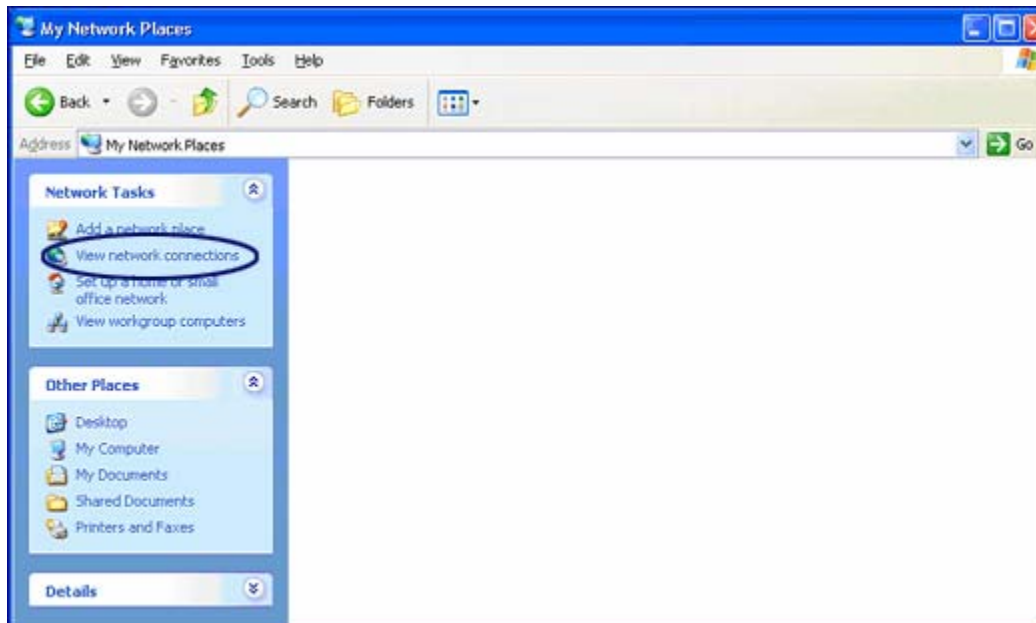 My Network Places
File Edit View Favorites Tools Help
Back Search Folders
Address My Network Places Go
Network Tasks
Add a network place
View network connections
Set up a home or small
office network
View workgroup computers
Other Places
Desktop
My Computer
My Documents
Shared Documents
Printers and Faxes
Details